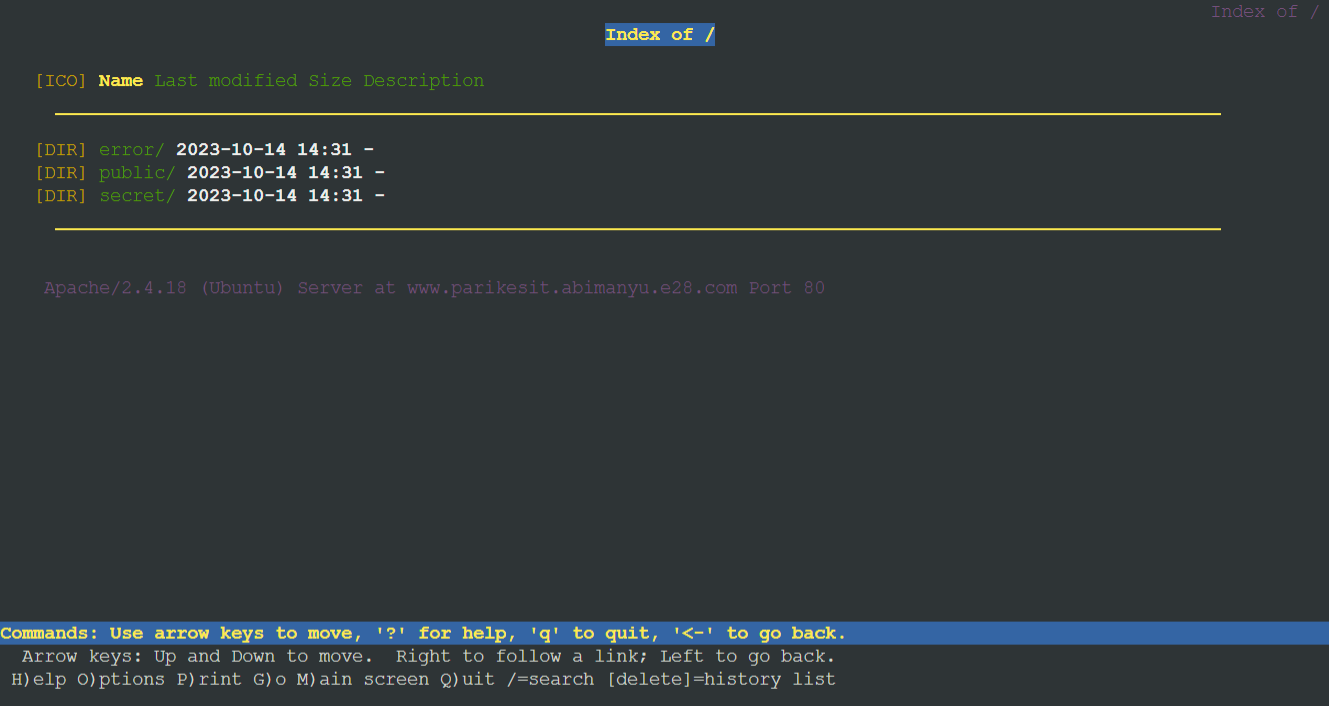 Index of /
Index of /
[ICO] Name Last modified Size Description
[DIR] error/ 2023-10-14 14:31 -
[DIR] public/ 2023-10-14 14:31 -
[DIR] secret/ 2023-10-14 14:31 -
Apache/2.4.18 (Ubuntu) Server at www.parikesit.abimanyu.e28.com Port 80
Commands: Use arrow keys to move, '?' for help, 'q' to quit, '<-' to go back.
Arrow keys: Up and Down to move.  Right to follow a link; Left to go back.
H)elp O)ptions P)rint G)o M)ain screen Q)uit /=search [delete]=history list